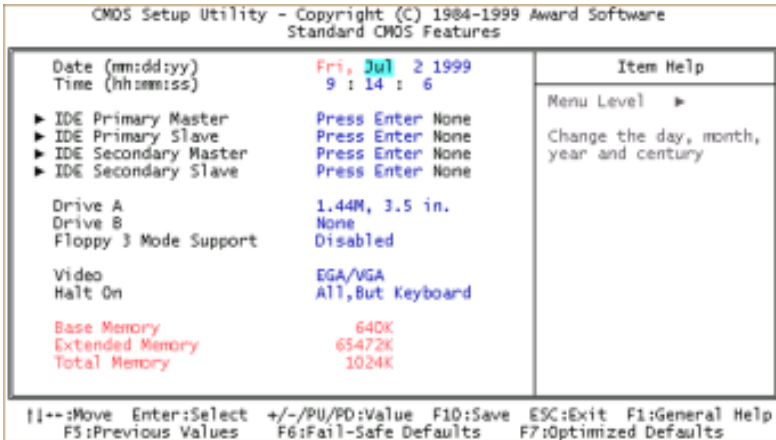 CMOS Setup Utility - Copyright (C) 1984-1999 Award Software
Standard CMOS Features
Date (mm:dd:yy) Fri, Jul 2 1999
Time (hh:mm:ss) 9 : 14 : 6
► IDE Primary Master Press Enter None
► IDE Primary Slave Press Enter None
► IDE Secondary Master Press Enter None
► IDE Secondary Slave Press Enter None
Drive A 1.44M, 3.5 in.
Drive B None
Floppy 3 Mode Support Disabled
Video EGA/VGA
Halt On All,But Keyboard
Base Memory 640K
Extended Memory 65472K
Total Memory 1024K
Item Help
Menu Level ►
Change the day, month,
year and century
↑↓←→:Move Enter:Select +/-/PU/PD:Value F10:Save ESC:Exit F1:General Help
F5:Previous Values F6:Fail-Safe Defaults F7:Optimized Defaults